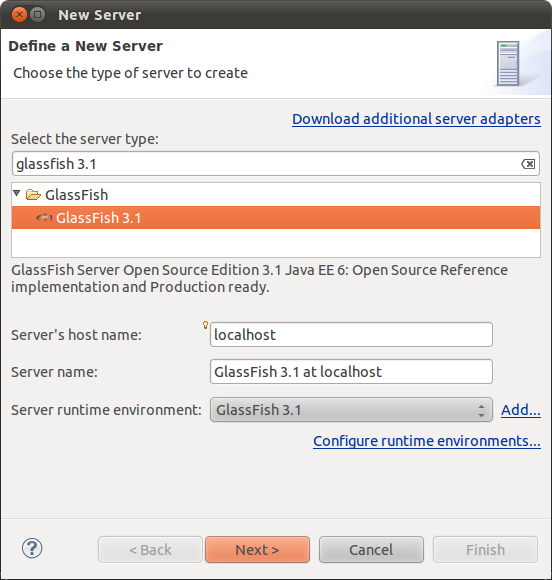 New Server
Define a New Server
Choose the type of server to create
Download additional server adapters
Select the server type:
glassfish 3.1
GlassFish
GlassFish 3.1
GlassFish Server Open Source Edition 3.1 Java EE 6: Open Source Reference
implementation and Production ready.
Server's host name: localhost
Server name: GlassFish 3.1 at localhost
Server runtime environment: GlassFish 3.1 Add...
Configure runtime environments...
? < Back Next > Cancel Finish